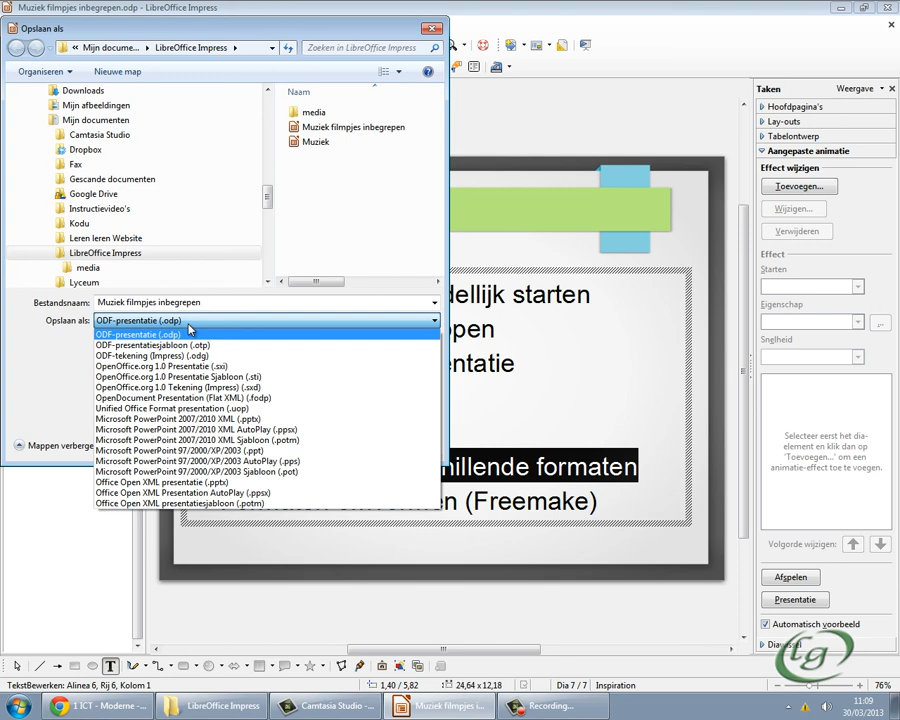 Muziek filmpjes inbegrepen.odp - LibreOffice Impress
Opslaan als
Mijn docume...
LibreOffice Impress
Zoeken in LibreOffice Impress
Organiseren
Nieuwe map
Downloads
Mijn afbeeldingen
Mijn documenten
Camtasia Studio
Dropbox
Fax
Gescande documenten
Google Drive
Instructievideo's
Kodu
Leren leren Website
LibreOffice Impress
media
Lyceum
Naam
media
Muziek filmpjes inbegrepen
Muziek
Bestandsnaam:
Muziek filmpjes inbegrepen
Opslaan als:
ODF-presentatie (.odp)
ODF-presentatie (.odp)
ODF-presentatiesjabloon (.otp)
ODF-tekening (Impress) (.odg)
OpenOffice.org 1.0 Presentatie (.sxi)
OpenOffice.org 1.0 Presentatie Sjabloon (.sti)
OpenOffice.org 1.0 Tekening (Impress) (.sxd)
OpenDocument Presentation (Flat XML) (.fodp)
Unified Office Format presentation (.uop)
Microsoft PowerPoint 2007/2010 XML (.pptx)
Microsoft PowerPoint 2007/2010 XML AutoPlay (.ppsx)
Microsoft PowerPoint 2007/2010 XML Sjabloon (.potm)
Microsoft PowerPoint 97/2000/XP/2003 (.ppt)
Microsoft PowerPoint 97/2000/XP/2003 AutoPlay (.pps)
Microsoft PowerPoint 97/2000/XP/2003 Sjabloon (.pot)
Office Open XML presentatie (.pptx)
Office Open XML Presentation AutoPlay (.ppsx)
Office Open XML presentatiesjabloon (.potm)
Mappen verberge
dellijk starten
ppen
entatie
hillende formaten
n (Freemake)
Taken
Weergave
Hoofdpagina's
Lay-outs
Tabelontwerp
Aangepaste animatie
Effect wijzigen
Toevoegen...
Wijzigen...
Verwijderen
Effect
Starten
Eigenschap
...
Snelheid
Selecteer eerst het dia-
element en klik dan op
'Toevoegen...' om een
animatie-effect toe te voegen.
Volgorde wijzigen:
Afspelen
Presentatie
Automatisch voorbeeld
lg
TekstBewerken: Alinea 6, Rij 6, Kolom 1
1,40 / 5,82
24,64 x 12,18
Dia 7 / 7
Inspiration
76%
1 ICT - Moderne - ...
LibreOffice Impress
Camtasia Studio -...
Muziek filmpjes i...
Recording...
11:09
30/03/2013